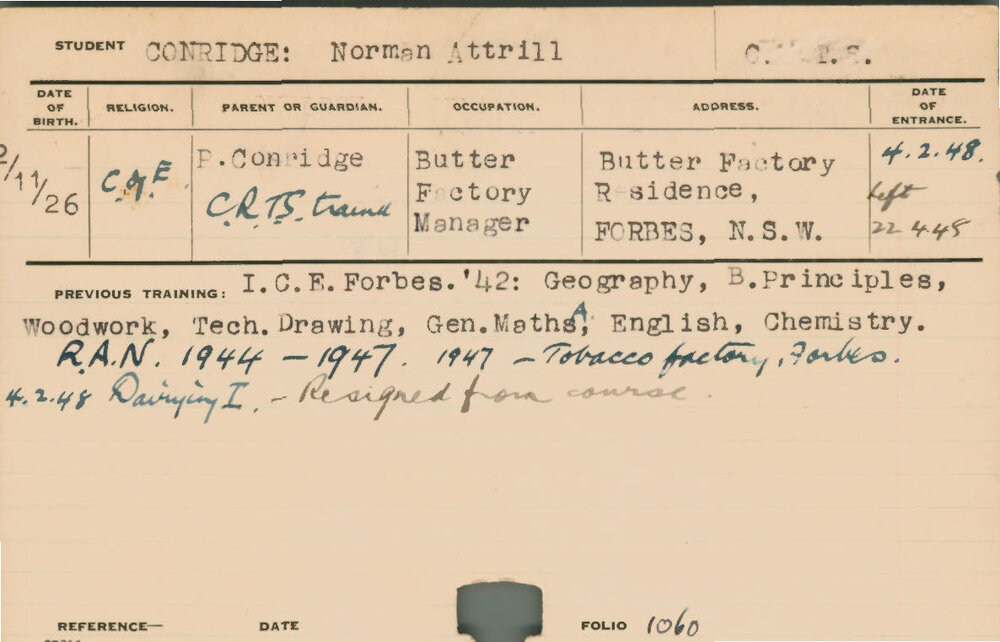 STUDENT CONRIDGE: Norman Attrill C. T.S.
DATE OF BIRTH. RELIGION. PARENT OR GUARDIAN. OCCUPATION. ADDRESS. DATE OF ENTRANCE.
2/11/26 C of E. P.Conridge Butter Butter Factory 4.2.48.
C.R.T.S. trainee Factory Residence, Left
Manager FORBES, N.S.W. 22 4.48
PREVIOUS TRAINING: I.C.E.Forbes.'42: Geography, B.Principles,
Woodwork, Tech.Drawing, Gen.Maths A, English, Chemistry.
R.A.N. 1944 - 1947. 1947 - Tobacco factory, Forbes.
4.2.48 Dairying I. - Resigned from course.
REFERENCE— DATE FOLIO 1060